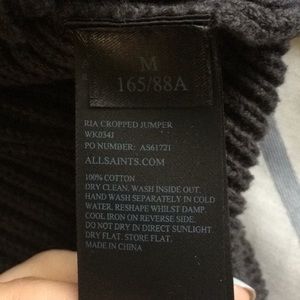 M
165/88A
RIA CROPPED JUMPER
WK034J
PO NUMBER: AS61721
ALLSAINTS.COM
100% COTTON
DRY CLEAN. WASH INSIDE OUT.
HAND WASH SEPARATELY IN COLD
WATER. RESHAPE WHILST DAMP.
COOL IRON ON REVERSE SIDE.
DO NOT DRY IN DIRECT SUNLIGHT
DRY FLAT. STORE FLAT.
MADE IN CHINA